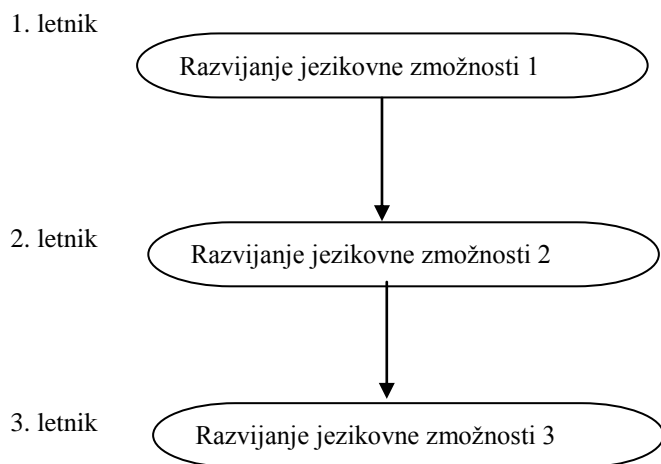 1. letnik
Razvijanje jezikovne zmožnosti 1
2. letnik
Razvijanje jezikovne zmožnosti 2
3. letnik
Razvijanje jezikovne zmožnosti 3